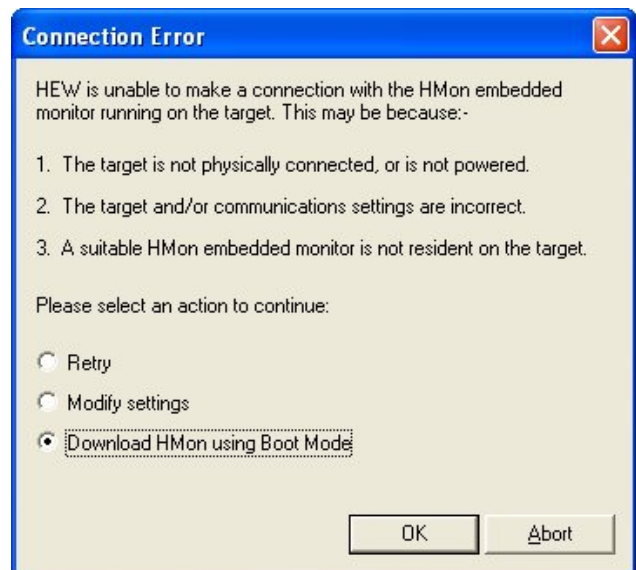 Connection Error
HEW is unable to make a connection with the HMon embedded
monitor running on the target. This may be because:-
1. The target is not physically connected, or is not powered.
2. The target and/or communications settings are incorrect.
3. A suitable HMon embedded monitor is not resident on the target.
Please select an action to continue:
Retry
Modify settings
Download HMon using Boot Mode
OK Abort